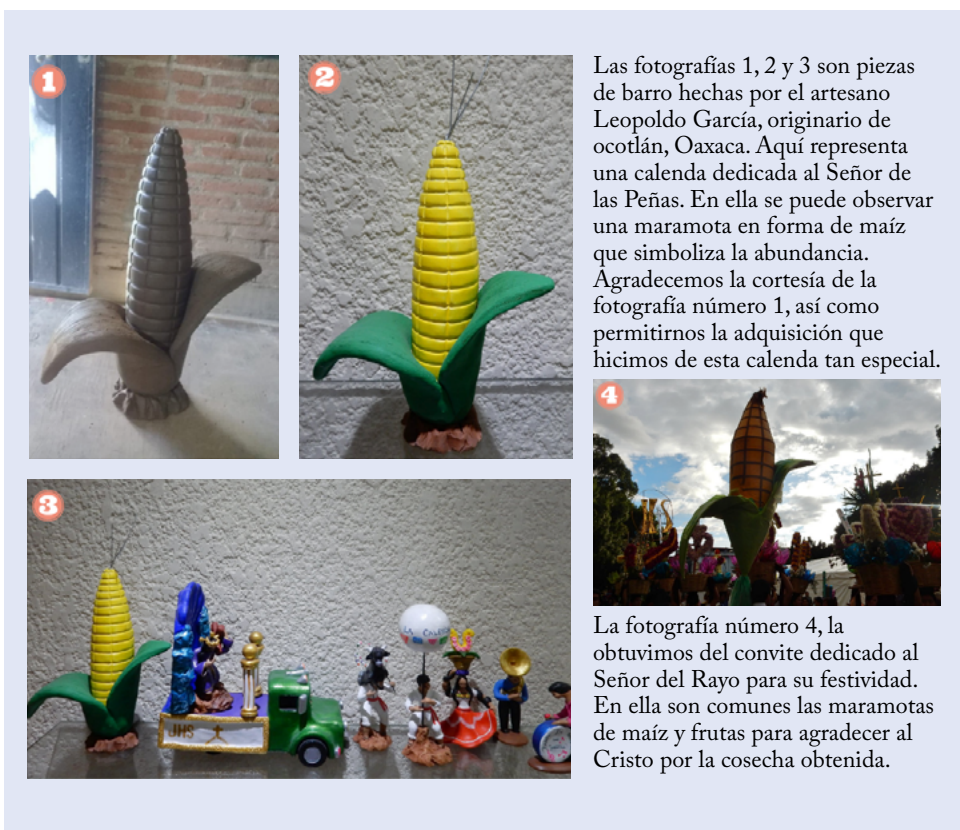 1
2
Las fotografías 1, 2 y 3 son piezas
de barro hechas por el artesano
Leopoldo García, originario de
ocotlán, Oaxaca. Aquí representa
una calenda dedicada al Señor de
las Peñas. En ella se puede observar
una maramota en forma de maíz
que simboliza la abundancia.
Agradecemos la cortesía de la
fotografía número 1, así como
permitirnos la adquisición que
hicimos de esta calenda tan especial.
3
JHS
4
La fotografía número 4, la
obtuvimos del convite dedicado al
Señor del Rayo para su festividad.
En ella son comunes las maramotas
de maíz y frutas para agradecer al
Cristo por la cosecha obtenida.